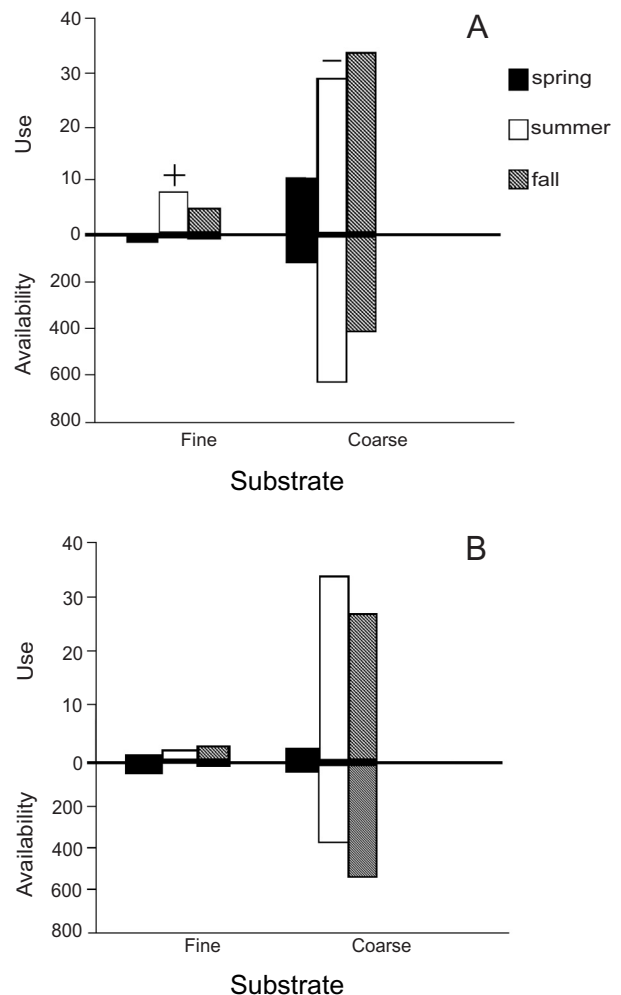 A
40
30
20
10
0
200
400
600
800
Use
Availability
+
−
spring
summer
fall
Fine Coarse
Substrate
B
40
30
20
10
0
200
400
600
800
Use
Availability
Fine Coarse
Substrate